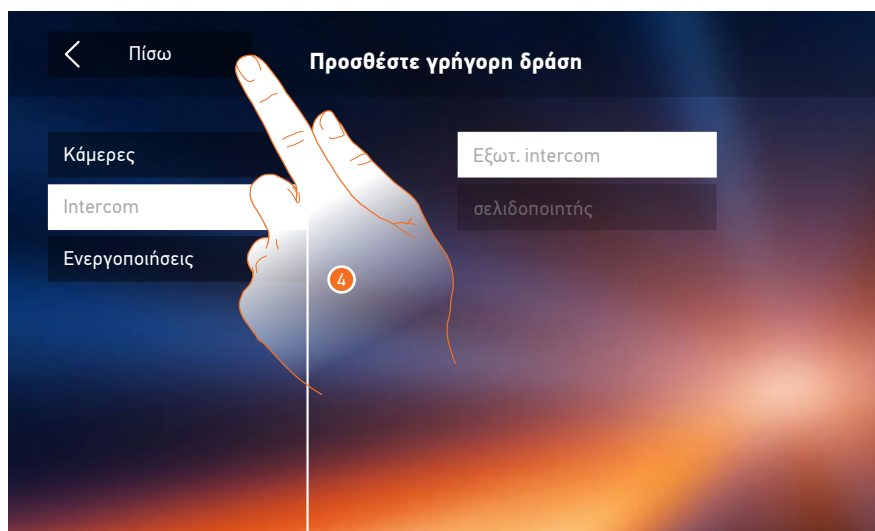 Πίσω
Προσθέστε γρήγορη δράση
Κάμερες
Εξωτ. intercom
Intercom
σελιδοποιητής
Ενεργοποιήσεις
4